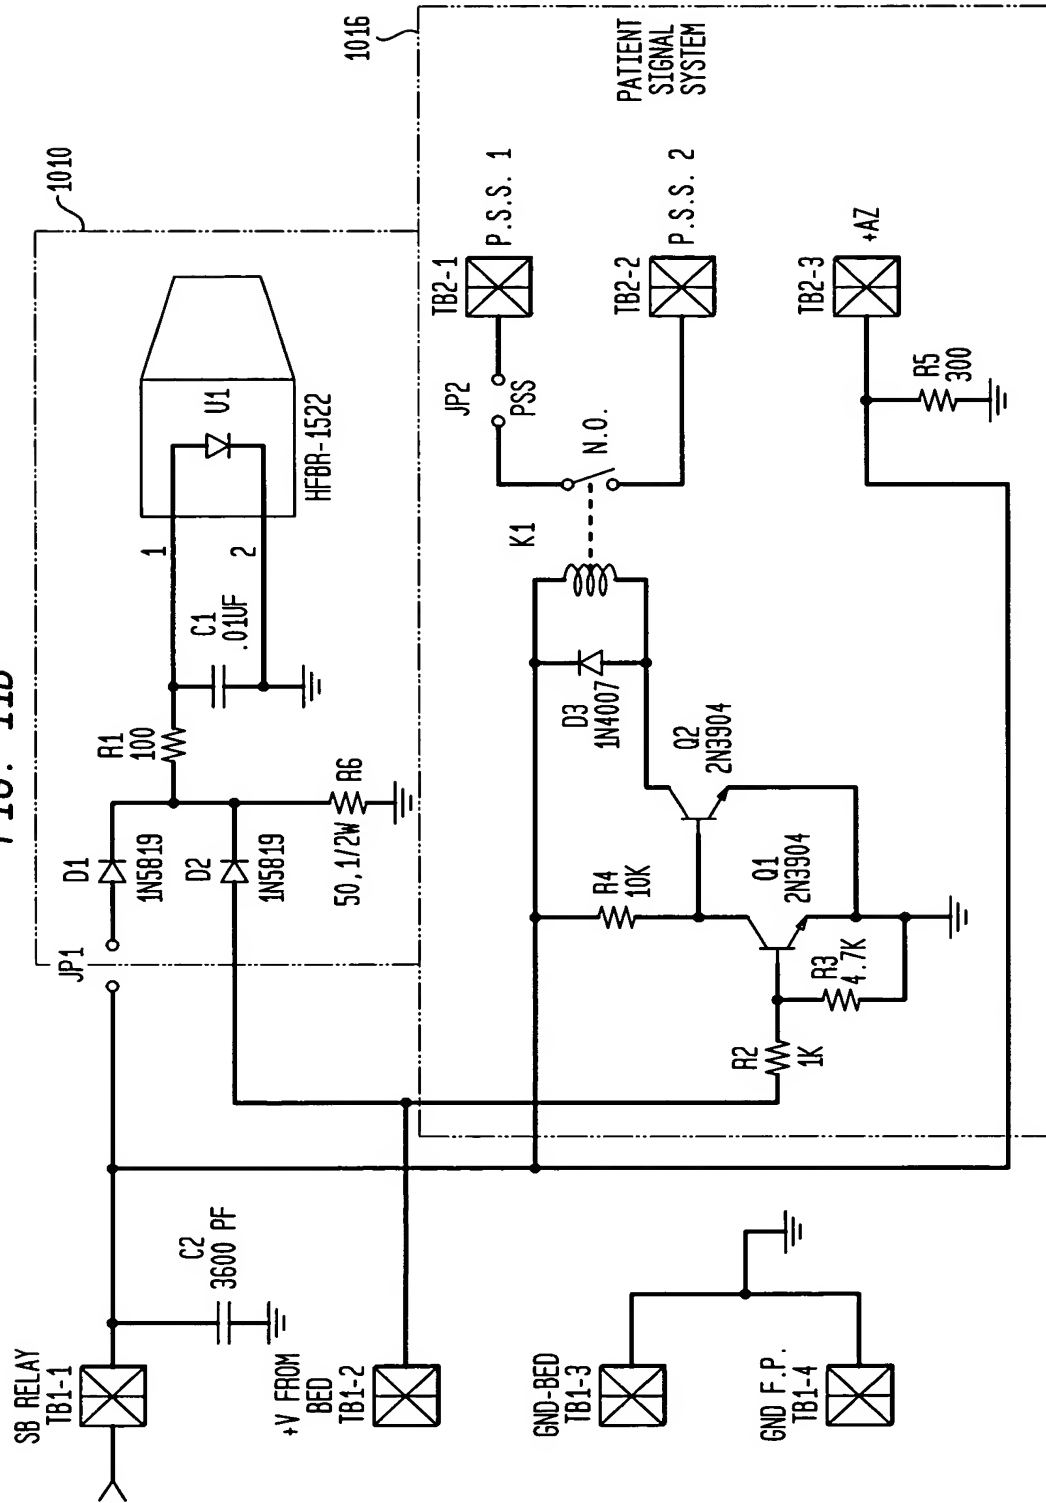 FIG. 11B
1010
1016
SB RELAY
TB1-1
C2
3600 PF
JP1
D1
1N5819
D2
1N5819
R1
100
R6
50,1/2W
C1
.01UF
1
2
U1
HFBR-1522
+V FROM
BED
TB1-2
GND-BED
TB1-3
GND F.P.
TB1-4
R2
1K
R3
4.7K
R4
10K
Q1
2N3904
Q2
2N3904
D3
1N4007
K1
N.O.
JP2
PSS
TB2-1
P.S.S. 1
TB2-2
P.S.S. 2
PATIENT
SIGNAL
SYSTEM
TB2-3
+AZ
R5
300